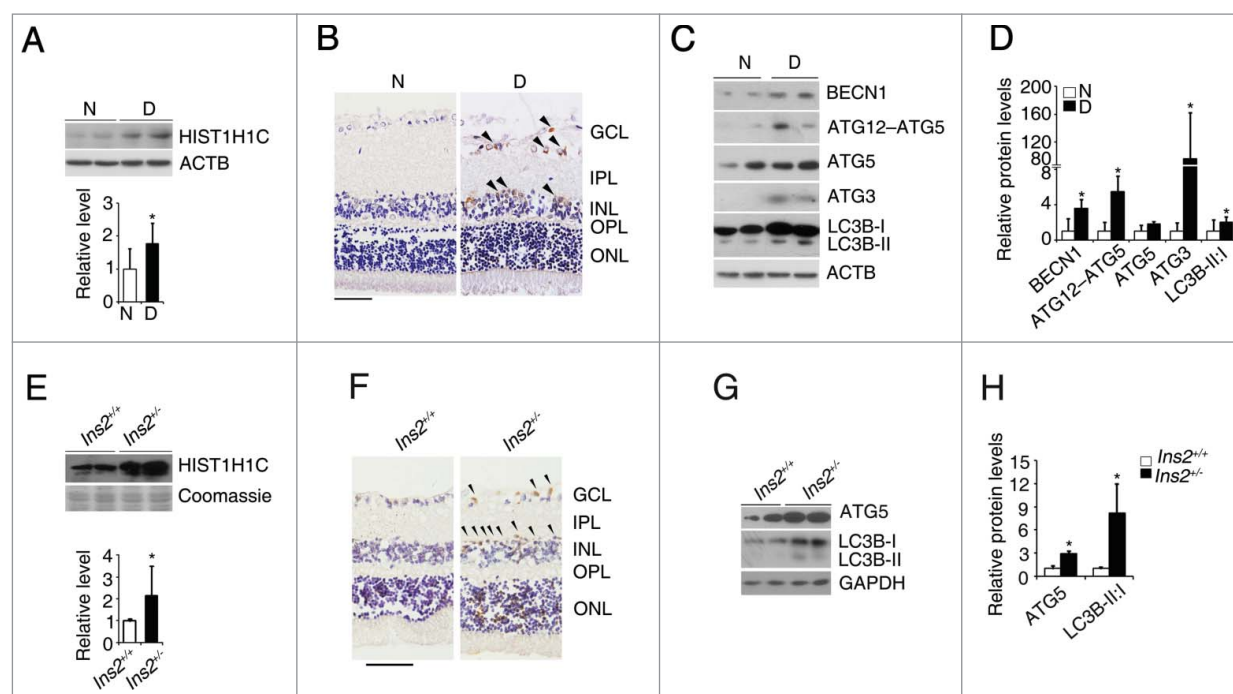 A
N D
HIST1H1C
ACTB
Relative level
3
2
1
0
*
N D
B
N D
GCL
IPL
INL
OPL
ONL
C
N D
BECN1
ATG12–ATG5
ATG5
ATG3
LC3B-I
LC3B-II
ACTB
D
Relative protein levels
200
160
120
80
8
4
0
N
D
* * * *
BECN1
ATG12–ATG5
ATG5
ATG3
LC3B-II:I
E
Ins2+/+ Ins2+/-
HIST1H1C
Coomassie
Relative level
4
3
2
1
0
*
Ins2+/+ Ins2+/-
F
Ins2+/+ Ins2+/-
GCL
IPL
INL
OPL
ONL
G
Ins2+/+ Ins2+/-
ATG5
LC3B-I
LC3B-II
GAPDH
H
Relative protein levels
15
12
9
6
3
0
Ins2+/+
Ins2+/-
* *
ATG5
LC3B-II:I